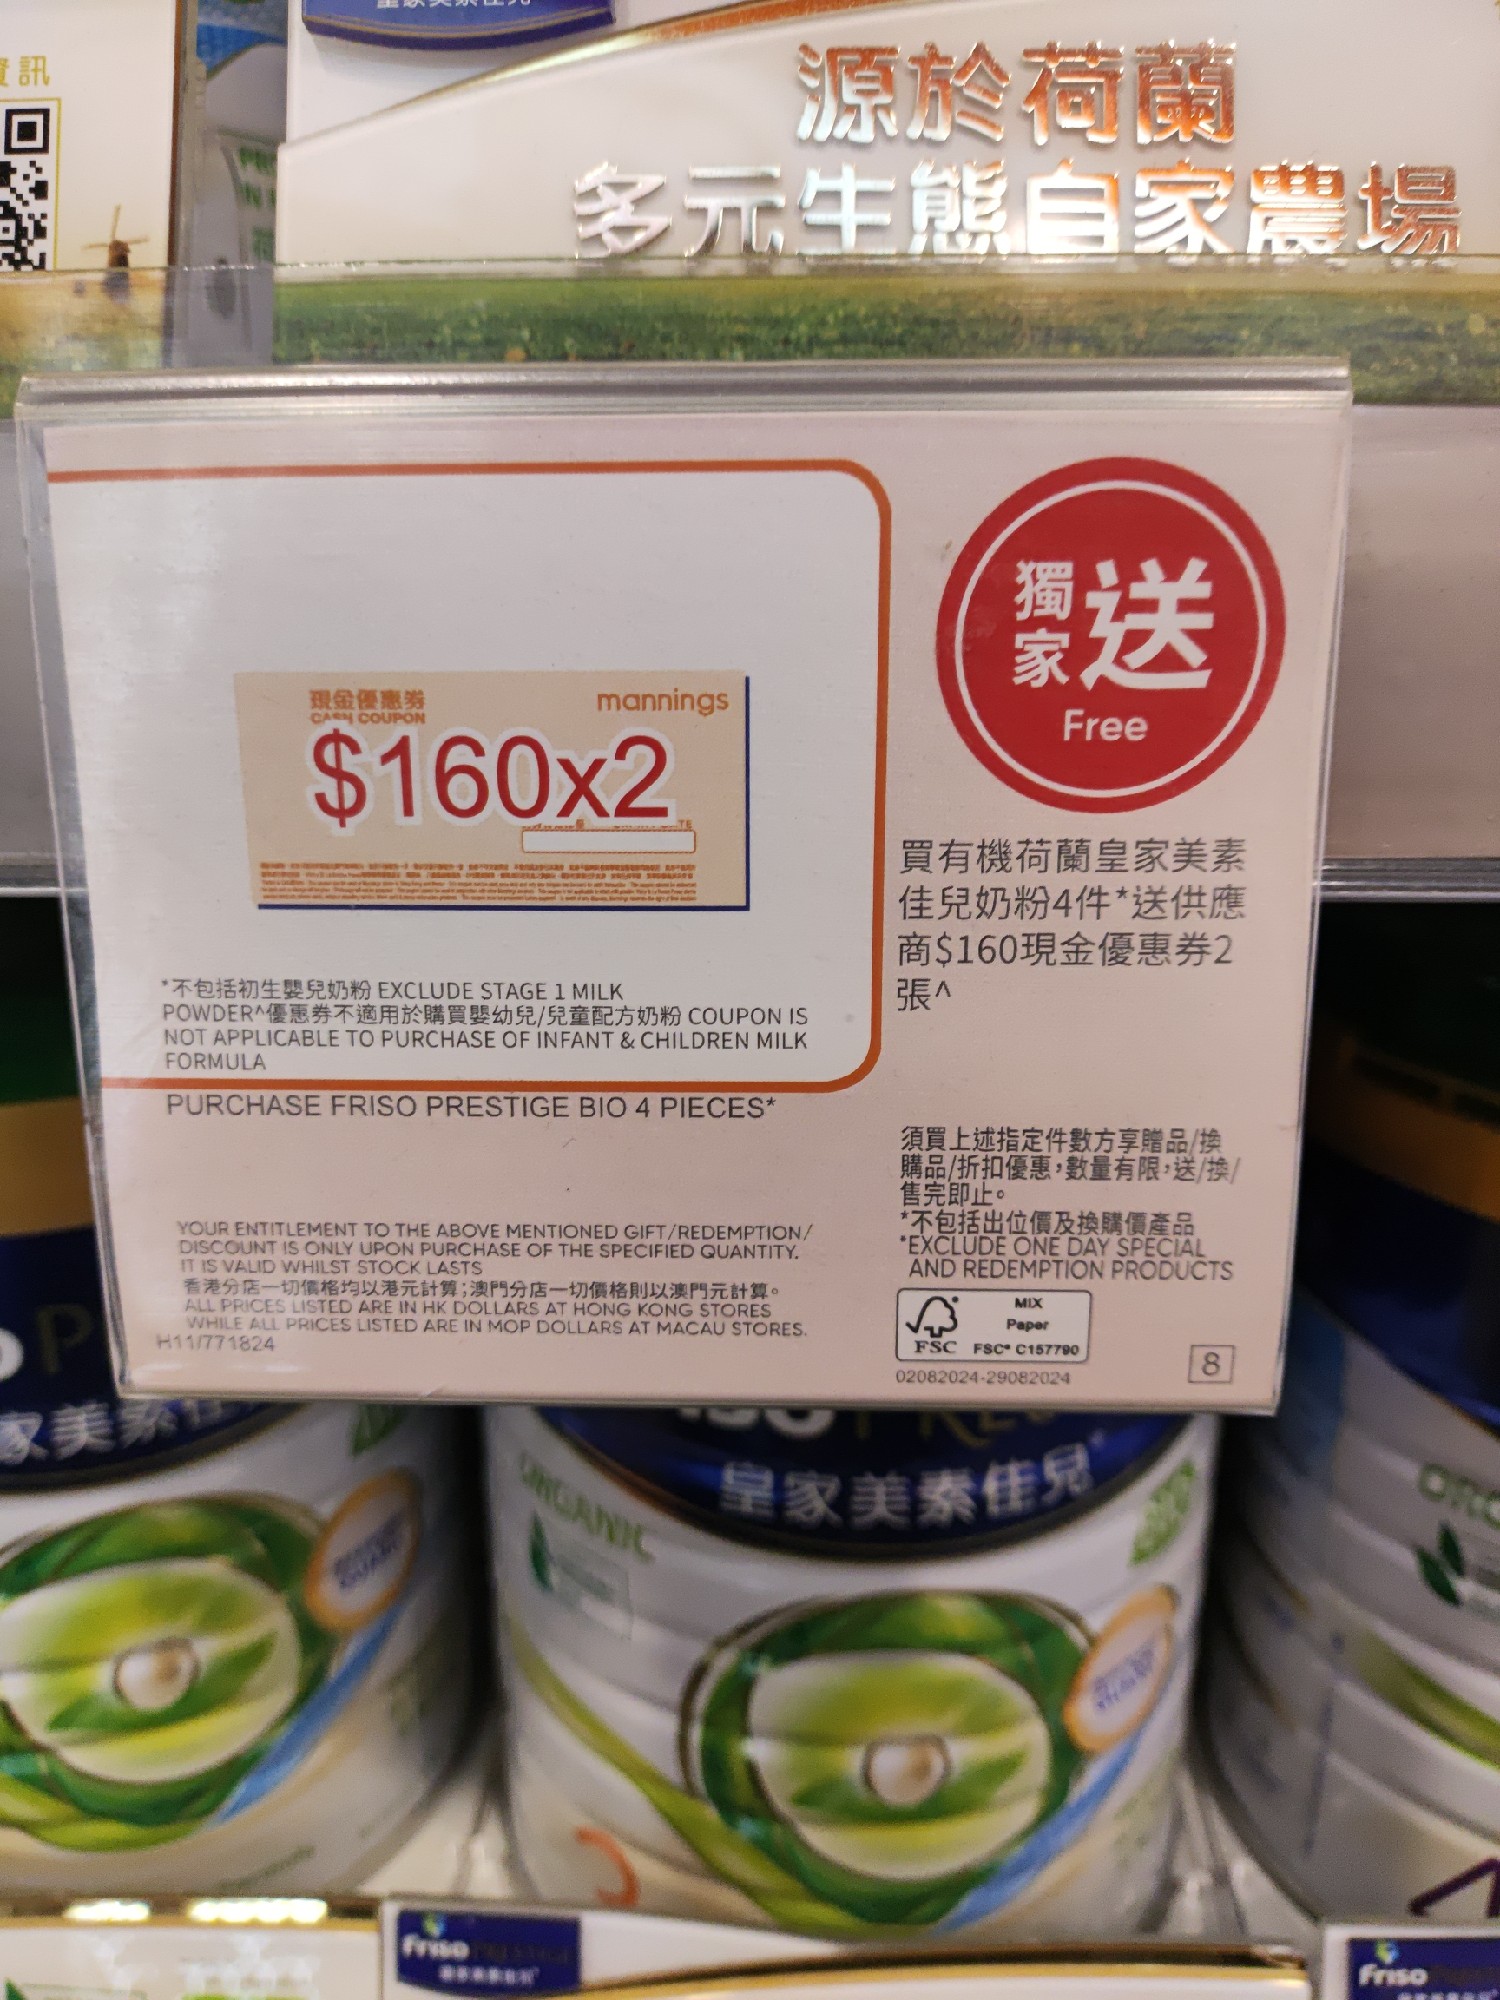 資訊
源於荷蘭
多元生態自家農場
現金優惠券
CASH COUPON
mannings
$160x2
*不包括初生嬰兒奶粉 EXCLUDE STAGE 1 MILK
POWDER^優惠券不適用於購買嬰幼兒/兒童配方奶粉 COUPON IS
NOT APPLICABLE TO PURCHASE OF INFANT & CHILDREN MILK
FORMULA
PURCHASE FRISO PRESTIGE BIO 4 PIECES*
YOUR ENTITLEMENT TO THE ABOVE MENTIONED GIFT/REDEMPTION/
DISCOUNT IS ONLY UPON PURCHASE OF THE SPECIFIED QUANTITY.
IT IS VALID WHILST STOCK LASTS
香港分店一切價格均以港元計算;澳門分店一切價格則以澳門元計算。
ALL PRICES LISTED ARE IN HK DOLLARS AT HONG KONG STORES
WHILE ALL PRICES LISTED ARE IN MOP DOLLARS AT MACAU STORES.
H11/771824
獨家
送
Free
買有機荷蘭皇家美素
佳兒奶粉4件*送供應
商$160現金優惠券2
張^
須買上述指定件數方享贈品/換
購品/折扣優惠,數量有限,送/換/
售完即止。
*不包括出位價及換購價產品
*EXCLUDE ONE DAY SPECIAL
AND REDEMPTION PRODUCTS
FSC
MIX
Paper
FSC® C157790
02082024-29082024
8
家美素佳
皇家美素佳兒
ORGANIC
Friso
Friso